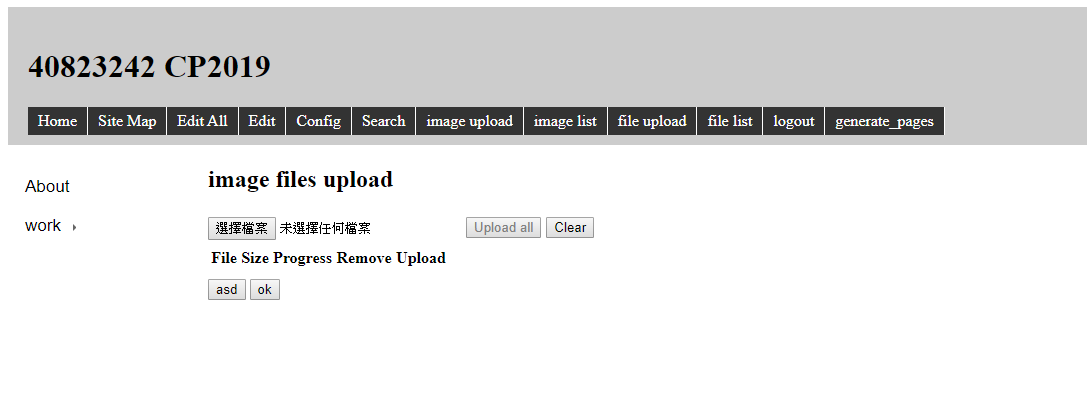 40823242 CP2019
Home Site Map Edit All Edit Config Search image upload image list file upload file list logout generate_pages
About
work
image files upload
選擇檔案 未選擇任何檔案 Upload all Clear
File Size Progress Remove Upload
asd ok